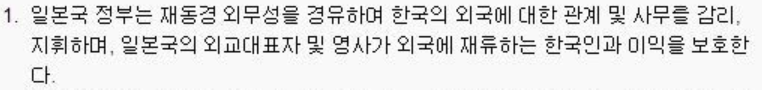 1. 일본국 정부는 재동경 외무성을 경유하여 한국의 외국에 대한 관계 및 사무를 감리,
지휘하며, 일본국의 외교대표자 및 영사가 외국에 재류하는 한국인과 이익을 보호한
다.